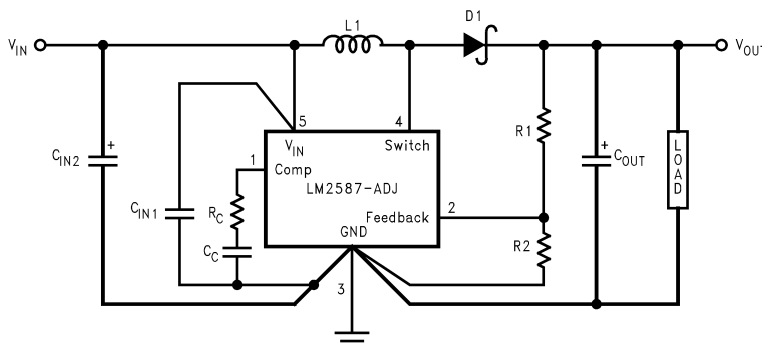 L1
D1
VIN
VOUT
5
4
VIN
Switch
1
Comp
LM2587-ADJ
Feedback
2
GND
3
CIN2
+
CIN1
RC
CC
R1
R2
+
COUT
LOAD